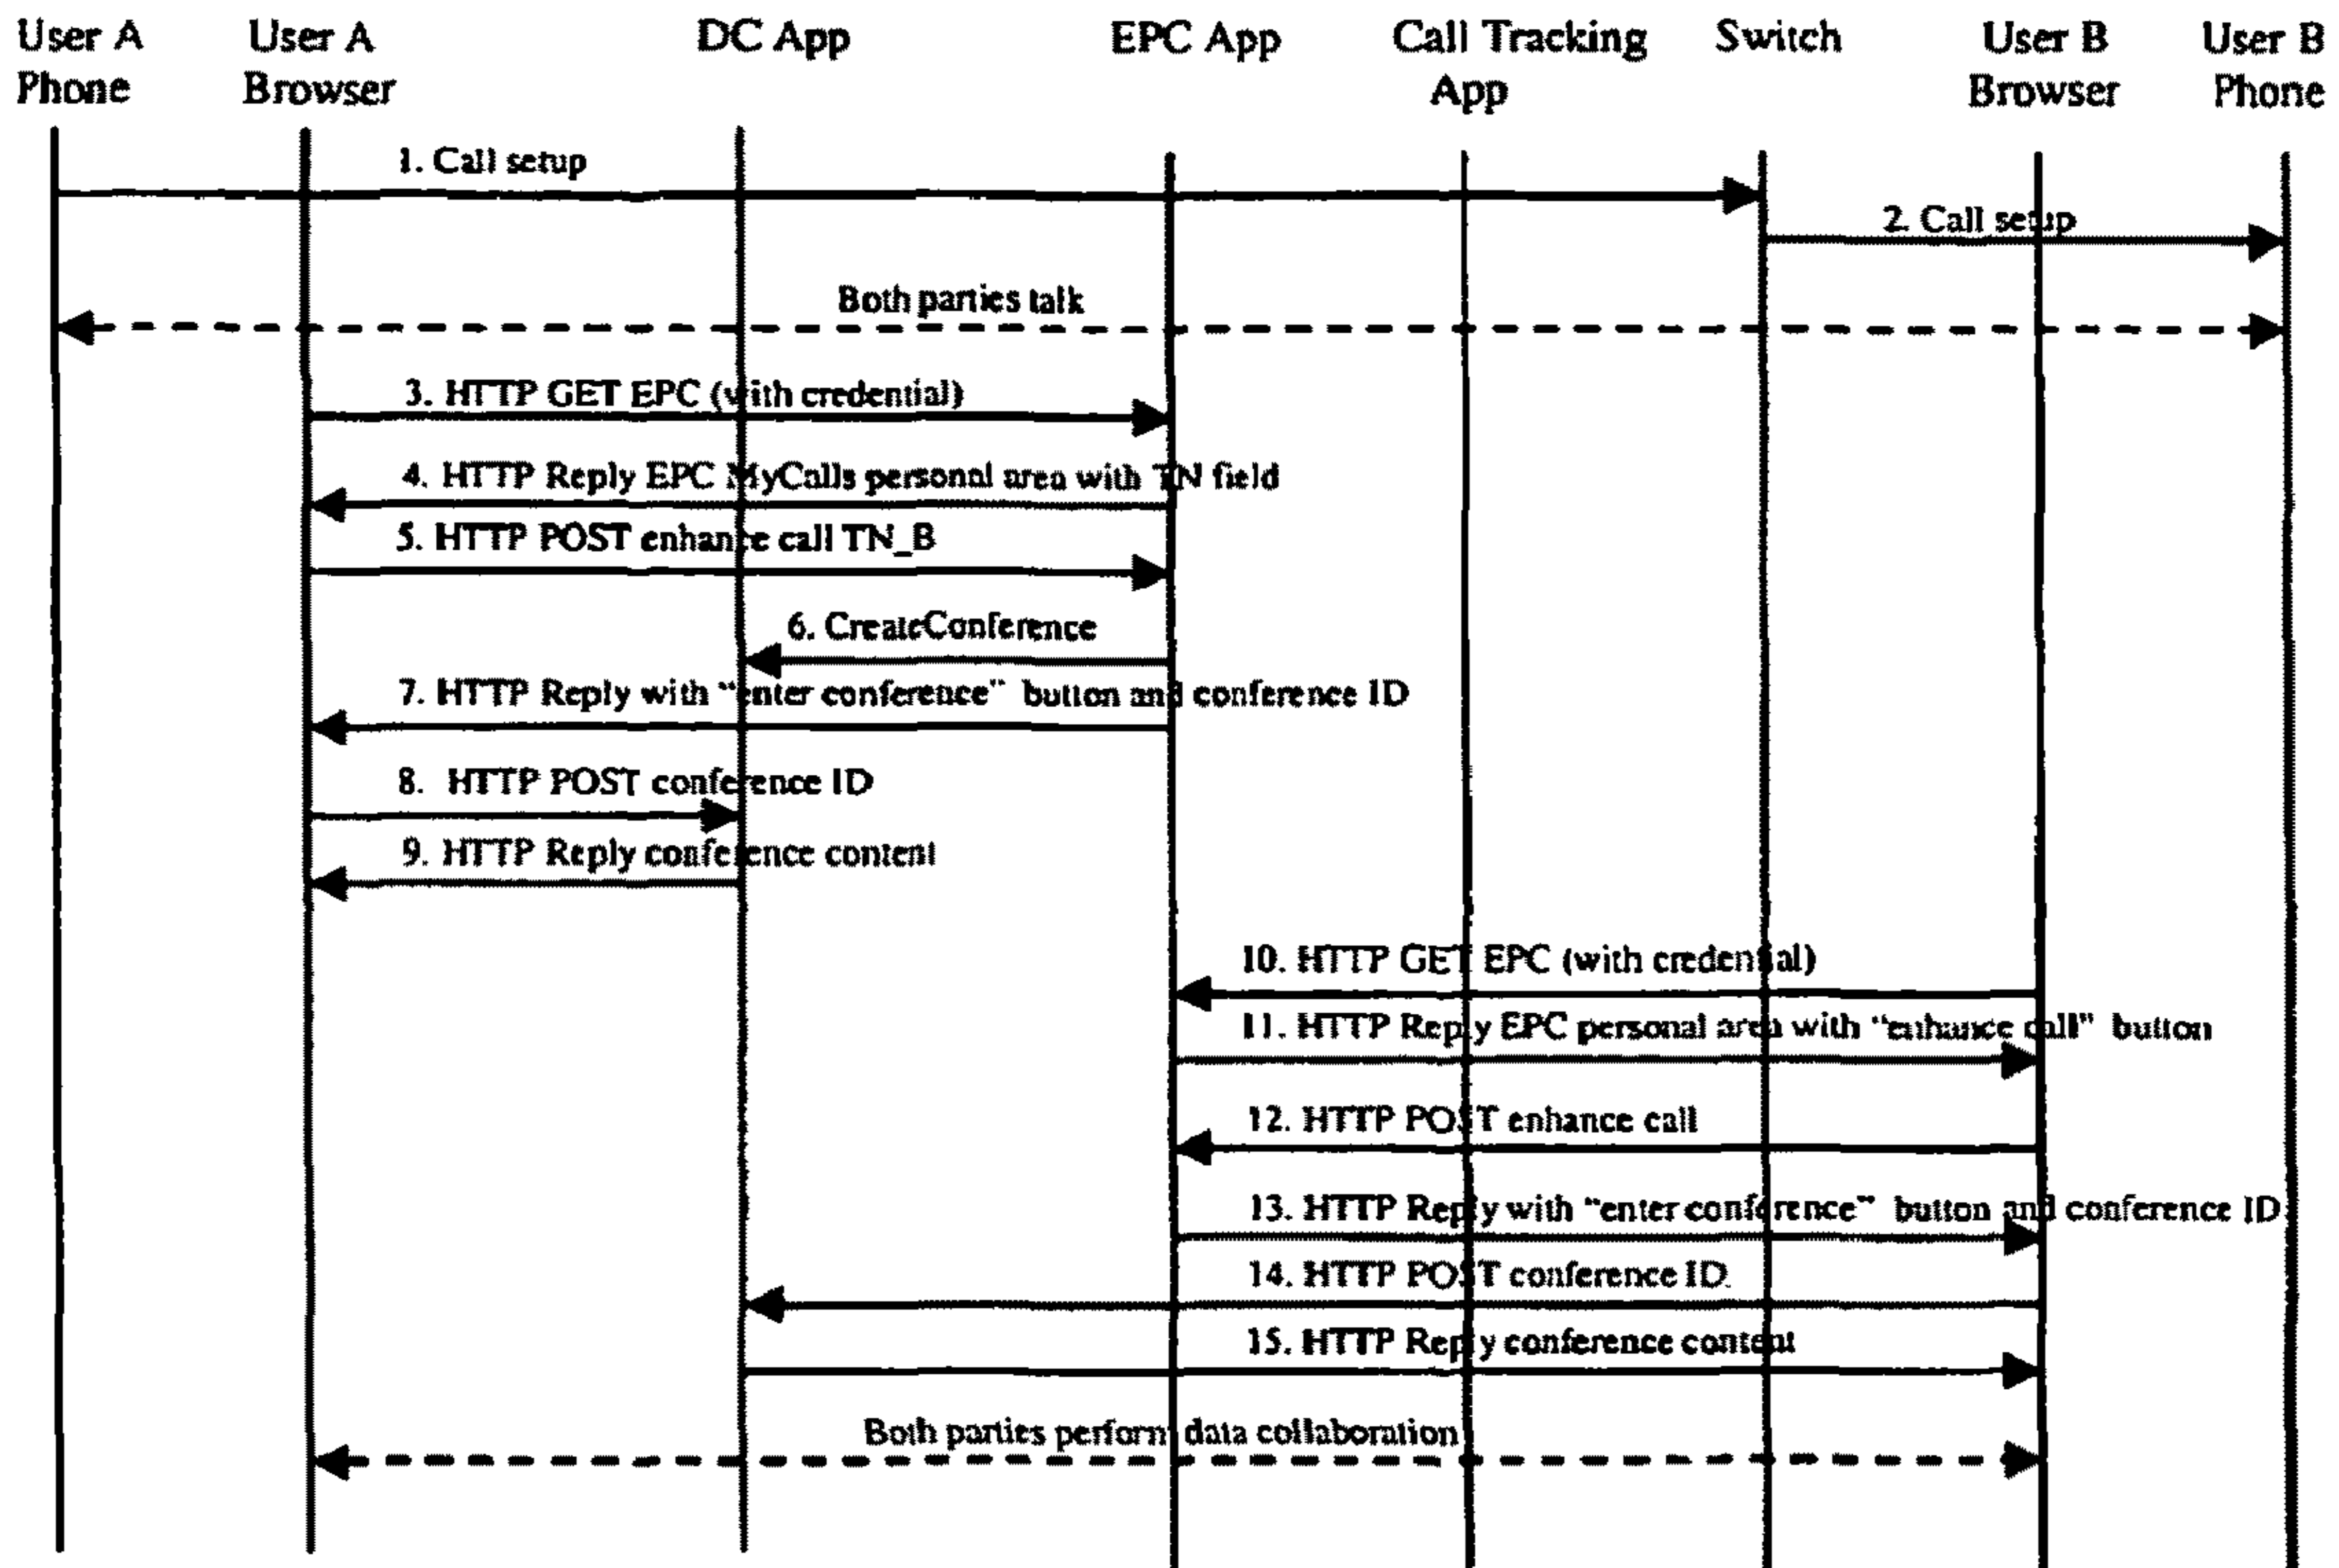 User A Phone
User A Browser
DC App
EPC App
Call Tracking App
Switch
User B Browser
User B Phone
1. Call setup
2. Call setup
Both parties talk
3. HTTP GET EPC (with credential)
4. HTTP Reply EPC MyCalls personal area with TN field
5. HTTP POST enhance call TN_B
6. CreateConference
7. HTTP Reply with “enter conference” button and conference ID
8. HTTP POST conference ID
9. HTTP Reply conference content
10. HTTP GET EPC (with credential)
11. HTTP Reply EPC personal area with “enhance call” button
12. HTTP POST enhance call
13. HTTP Reply with “enter conference” button and conference ID
14. HTTP POST conference ID
15. HTTP Reply conference content
Both parties perform data collaboration